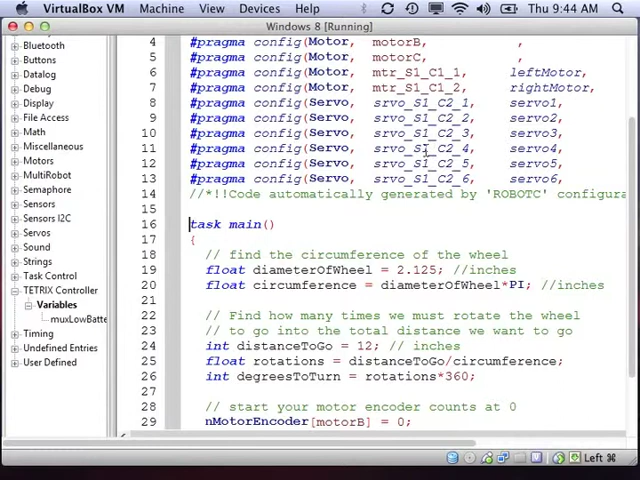 VirtualBox VM Machine View Devices Help Thu 9:44 AM
Windows 8 [Running]
Bluetooth
Buttons
Datalog
Debug
Display
File Access
Math
Miscellaneous
Motors
MultiRobot
Semaphore
Sensors
Sensors I2C
Servos
Sound
Strings
Task Control
TETRIX Controller
Variables
muxLowBatte
Timing
Undefined Entries
User Defined
4 #pragma config(Motor, motorB, ,
5 #pragma config(Motor, motorC, ,
6 #pragma config(Motor, mtr_S1_C1_1, leftMotor,
7 #pragma config(Motor, mtr_S1_C1_2, rightMotor,
8 #pragma config(Servo, srvo_S1_C2_1, servo1,
9 #pragma config(Servo, srvo_S1_C2_2, servo2,
10 #pragma config(Servo, srvo_S1_C2_3, servo3,
11 #pragma config(Servo, srvo_S1_C2_4, servo4,
12 #pragma config(Servo, srvo_S1_C2_5, servo5,
13 #pragma config(Servo, srvo_S1_C2_6, servo6,
14 //*!!Code automatically generated by 'ROBOTC' configura
15
16 task main()
17 {
18 // find the circumference of the wheel
19 float diameterOfWheel = 2.125; //inches
20 float circumference = diameterOfWheel*PI; //inches
21
22 // Find how many times we must rotate the wheel
23 // to go into the total distance we want to go
24 int distanceToGo = 12; // inches
25 float rotations = distanceToGo/circumference;
26 int degreesToTurn = rotations*360;
27
28 // start your motor encoder counts at 0
29 nMotorEncoder[motorB] = 0;
Left ⌘